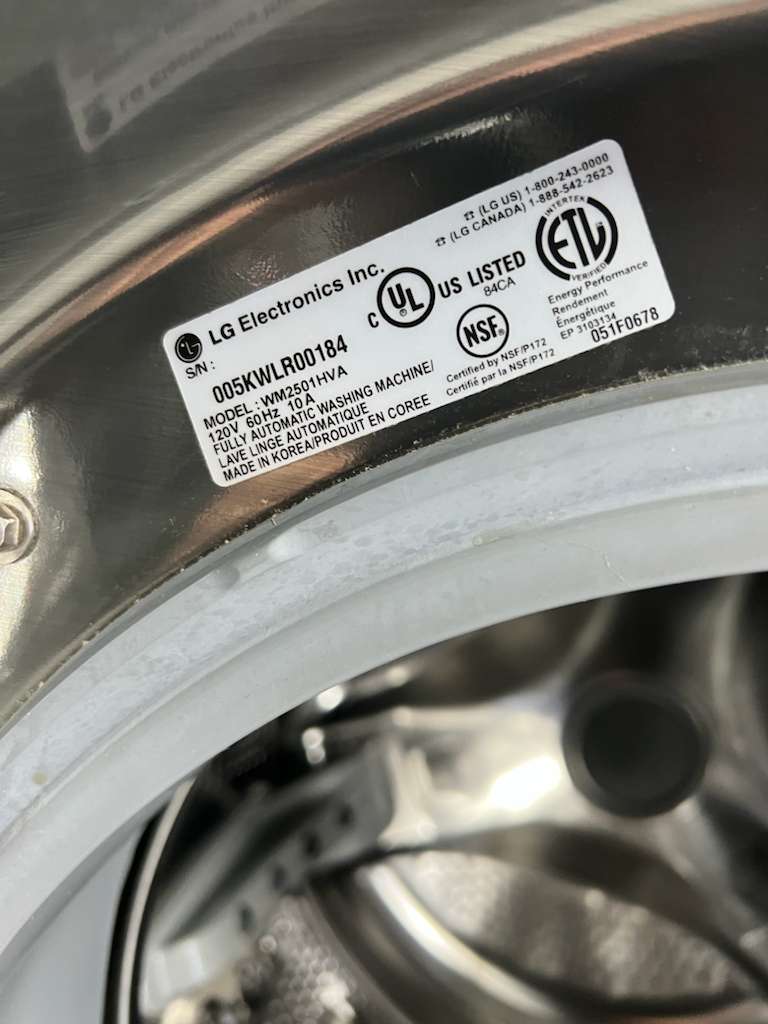 ☎ (LG US) 1-800-243-0000
☎ (LG CANADA) 1-888-542-2623
LG Electronics Inc.
S/N :
005KWLR00184
MODEL : WM2501HVA
120V 60Hz 10A
FULLY AUTOMATIC WASHING MACHINE/
LAVE LINGE AUTOMATIQUE
MADE IN KOREA/PRODUIT EN COREE
C UL US LISTED
84CA
NSF®
Certified by NSF/P172
Certifié par la NSF/P172
INTERTEK
ETL
VERIFIED
Energy Performance
Rendement
Énergétique
EP 3103134
051F0678